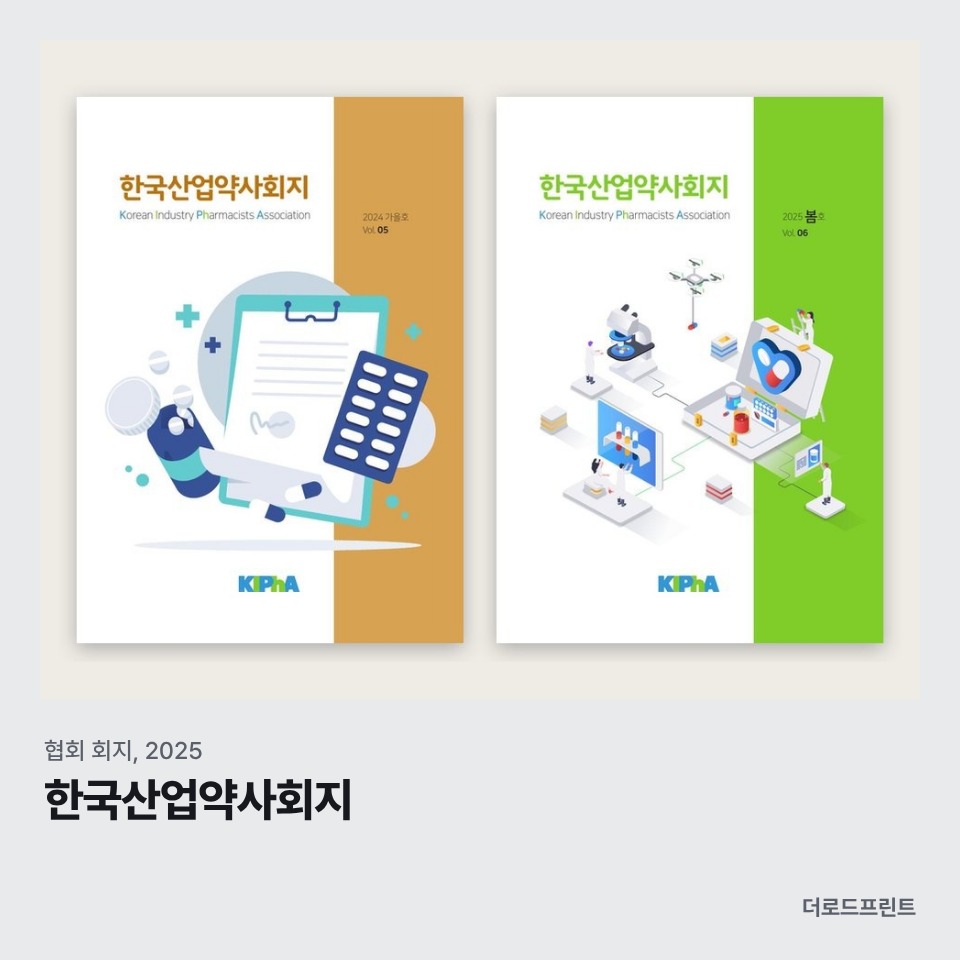 한국산업약사회지
Korean Industry Pharmacists Association
2024 가을호
Vol. 05
KIPhA
한국산업약사회지
Korean Industry Pharmacists Association
2025 봄호
Vol. 06
KIPhA
협회 회지, 2025
한국산업약사회지
더로드프린트